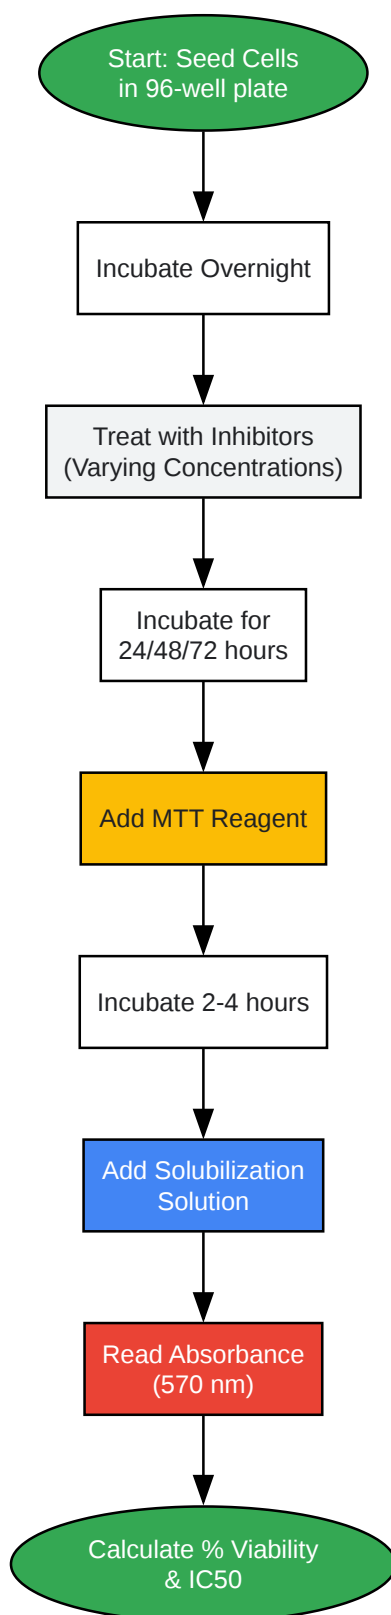 Start: Seed Cells
in 96-well plate
Incubate Overnight
Treat with Inhibitors
(Varying Concentrations)
Incubate for
24/48/72 hours
Add MTT Reagent
Incubate 2-4 hours
Add Solubilization
Solution
Read Absorbance
(570 nm)
Calculate % Viability
& IC50